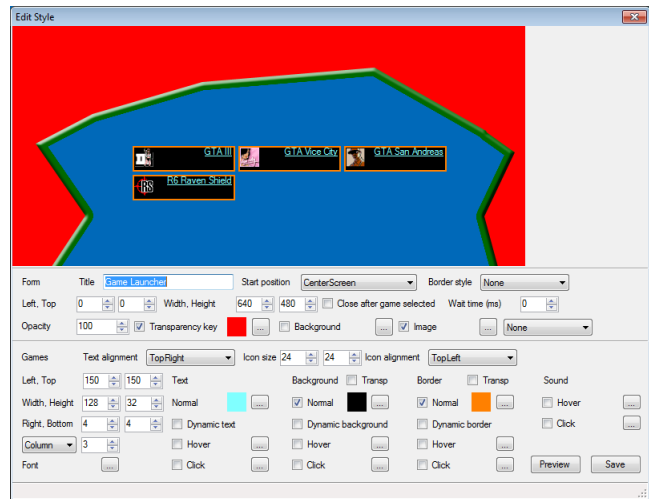 Edit Style
GTA III GTA Vice City GTA San Andreas
R6 Raven Shield
Form Title Game Launcher Start position CenterScreen Border style None
Left, Top 0 0 Width, Height 640 480 Close after game selected Wait time (ms) 0
Opacity 100 Transparency key ... Background ... Image ... None
Games Text alignment TopRight Icon size 24 24 Icon alignment TopLeft
Left, Top 150 150 Text Background Transp Border Transp Sound
Width, Height 128 32 Normal ... Normal ... Normal ... Hover ...
Right, Bottom 4 4 Dynamic text Dynamic background Dynamic border Click ...
Column 3 Hover ... Hover ... Hover ...
Font ... Click ... Click ... Click ... Preview Save